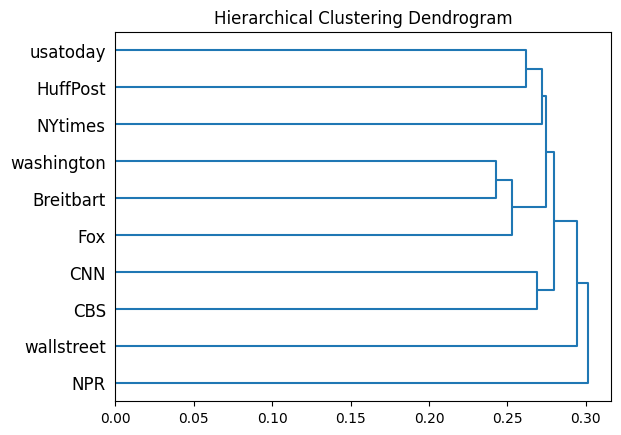 Hierarchical Clustering Dendrogram
usatoday
HuffPost
NYtimes
washington
Breitbart
Fox
CNN
CBS
wallstreet
NPR
0.00 0.05 0.10 0.15 0.20 0.25 0.30